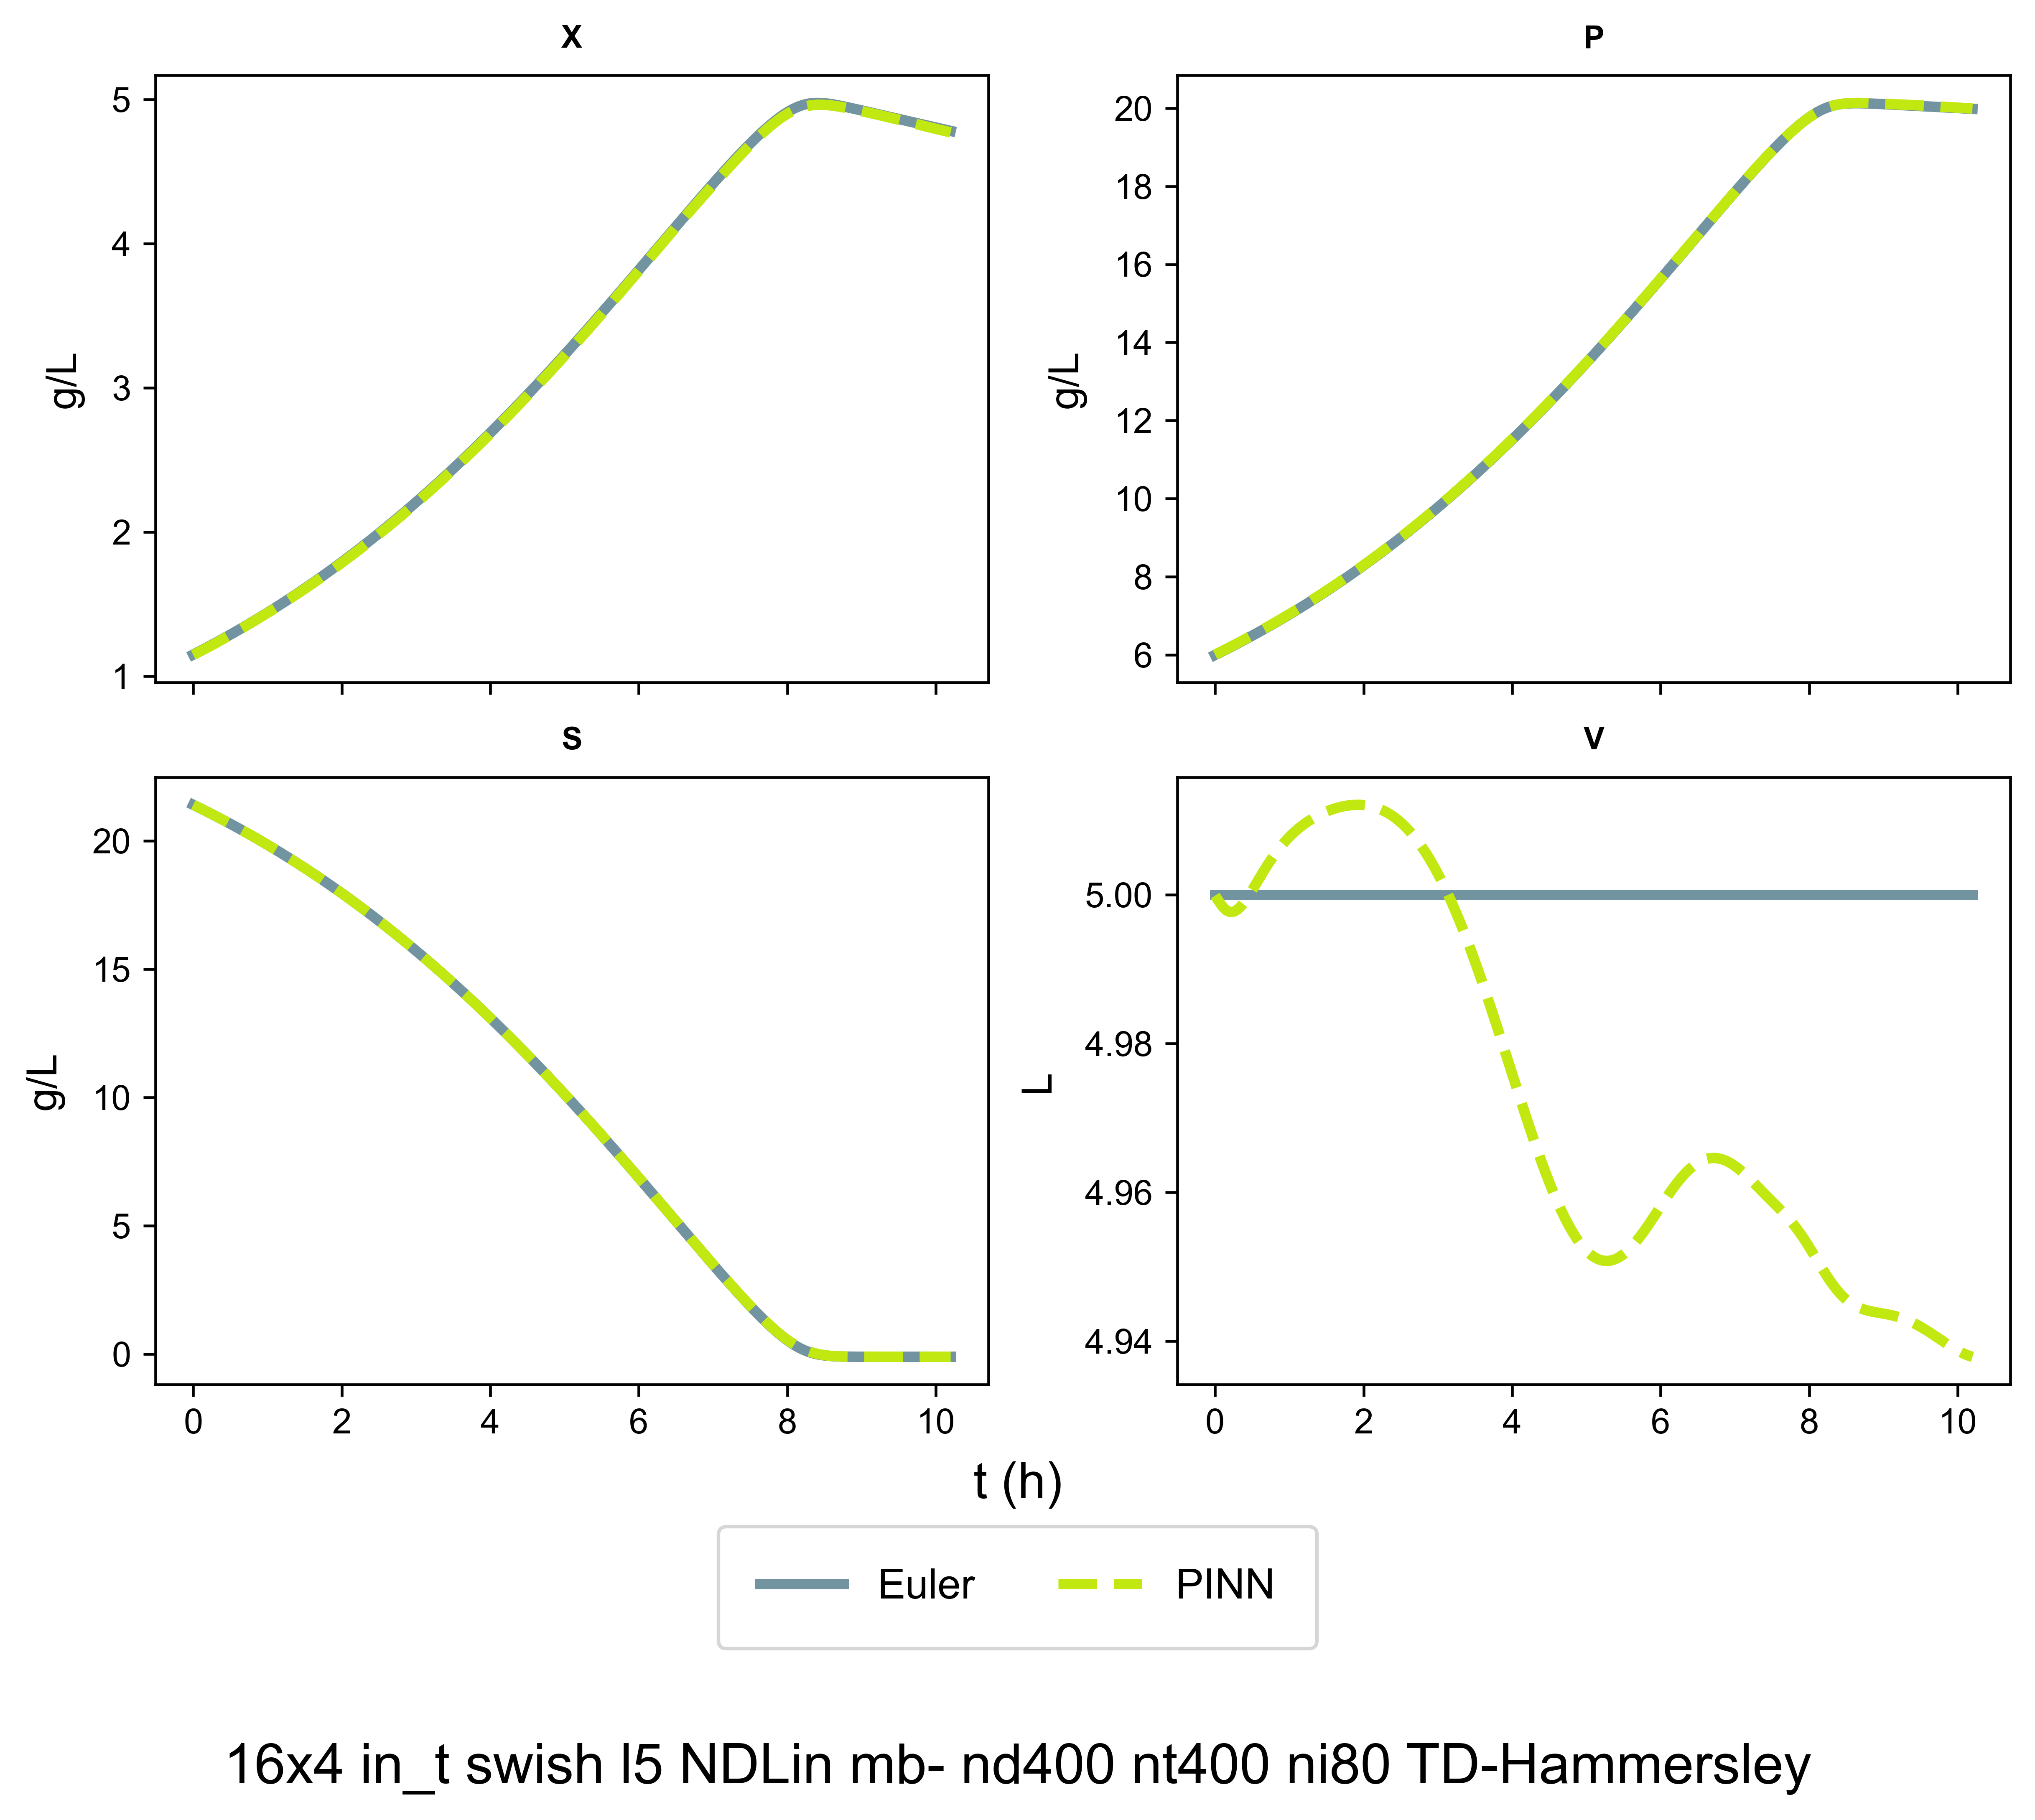 X
P
5
4
3
2
1
g/L
20
18
16
14
12
10
8
6
g/L
S
V
20
15
10
5
0
g/L
0 2 4 6 8 10
5.00
4.98
4.96
4.94
L
0 2 4 6 8 10
t (h)
Euler PINN
16x4 in_t swish l5 NDLin mb- nd400 nt400 ni80 TD-Hammersley